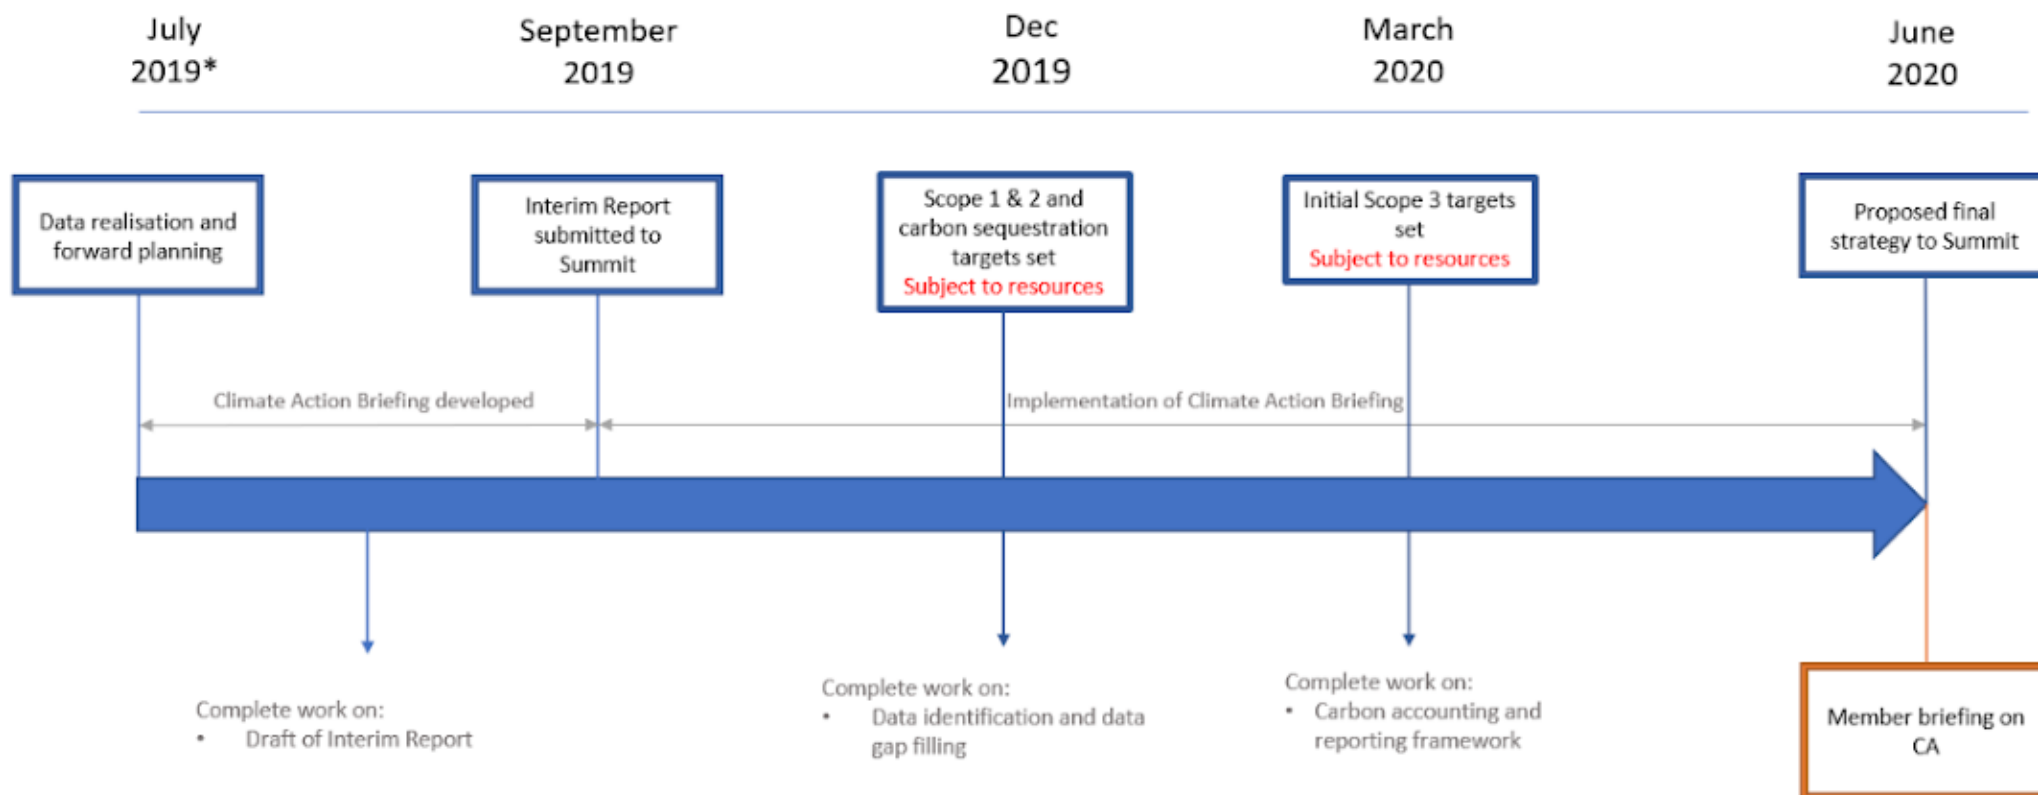 July
2019*
September
2019
Dec
2019
March
2020
June
2020
Data realisation and
forward planning
Interim Report
submitted to
Summit
Scope 1 & 2 and
carbon sequestration
targets set
Subject to resources
Initial Scope 3 targets
set
Subject to resources
Proposed final
strategy to Summit
Climate Action Briefing developed
Implementation of Climate Action Briefing
Complete work on:
• Draft of Interim Report
Complete work on:
• Data identification and data
gap filling
Complete work on:
• Carbon accounting and
reporting framework
Member briefing on
CA